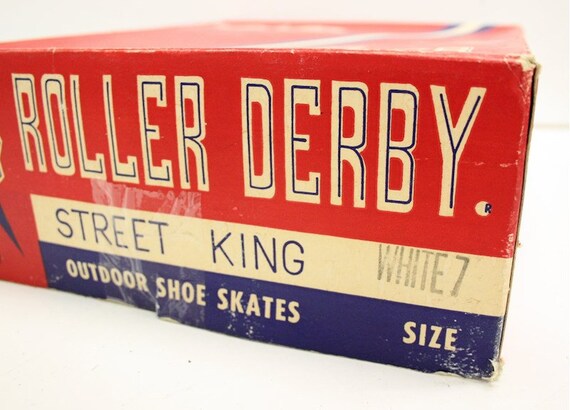 ROLLER DERBY. R
STREET KING WHITE 7
OUTDOOR SHOE SKATES SIZE